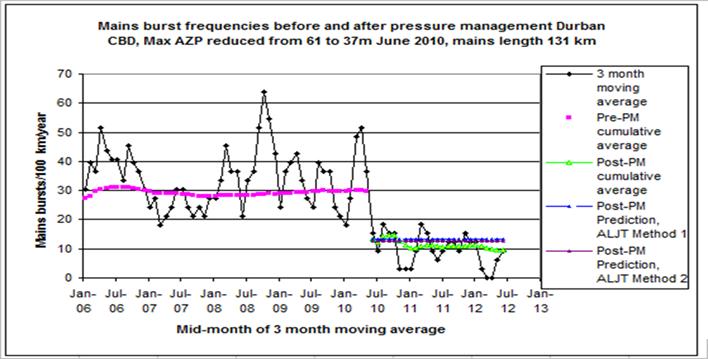 Mains burst frequencies before and after pressure management Durban
CBD, Max AZP reduced from 61 to 37m June 2010, mains length 131 km
Mains bursts/100 km/year
70
60
50
40
30
20
10
0
Jan- Jul- Jan- Jul- Jan- Jul- Jan- Jul- Jan- Jul- Jan- Jul- Jan- Jul- Jan-
06 06 07 07 08 08 09 09 10 10 11 11 12 12 13
Mid-month of 3 month moving average
3 month
moving
average
Pre-PM
cumulative
average
Post-PM
cumulative
average
Post-PM
Prediction,
ALJT Method 1
Post-PM
Prediction,
ALJT Method 2